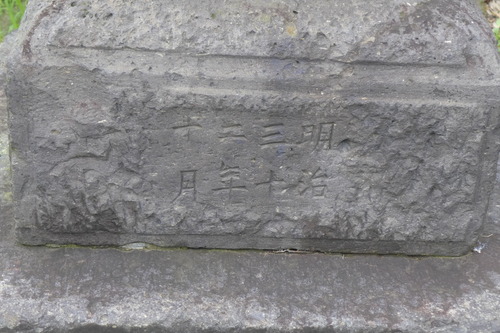 明治
三十
二年
十月